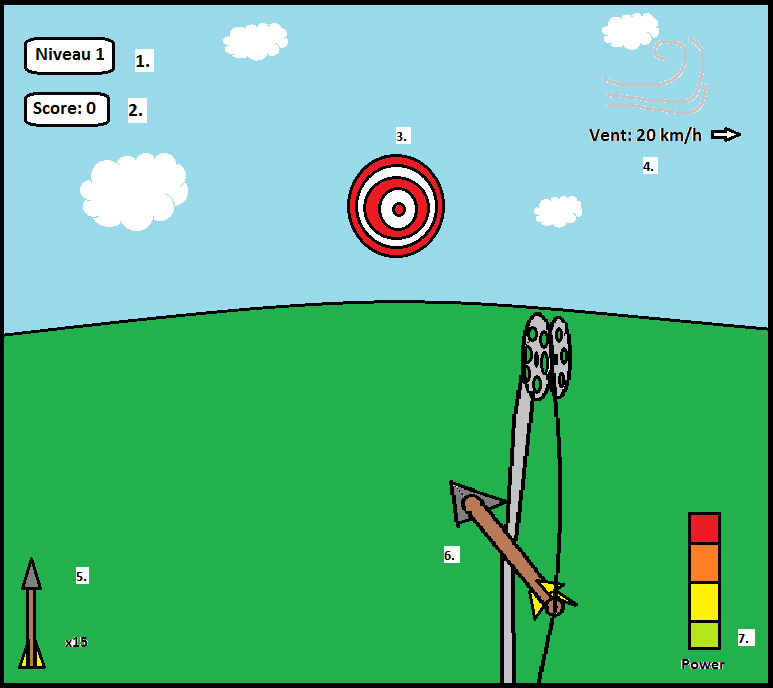 Niveau 1
1.
Score: 0
2.
3.
Vent: 20 km/h
4.
5.
x15
6.
7.
Power